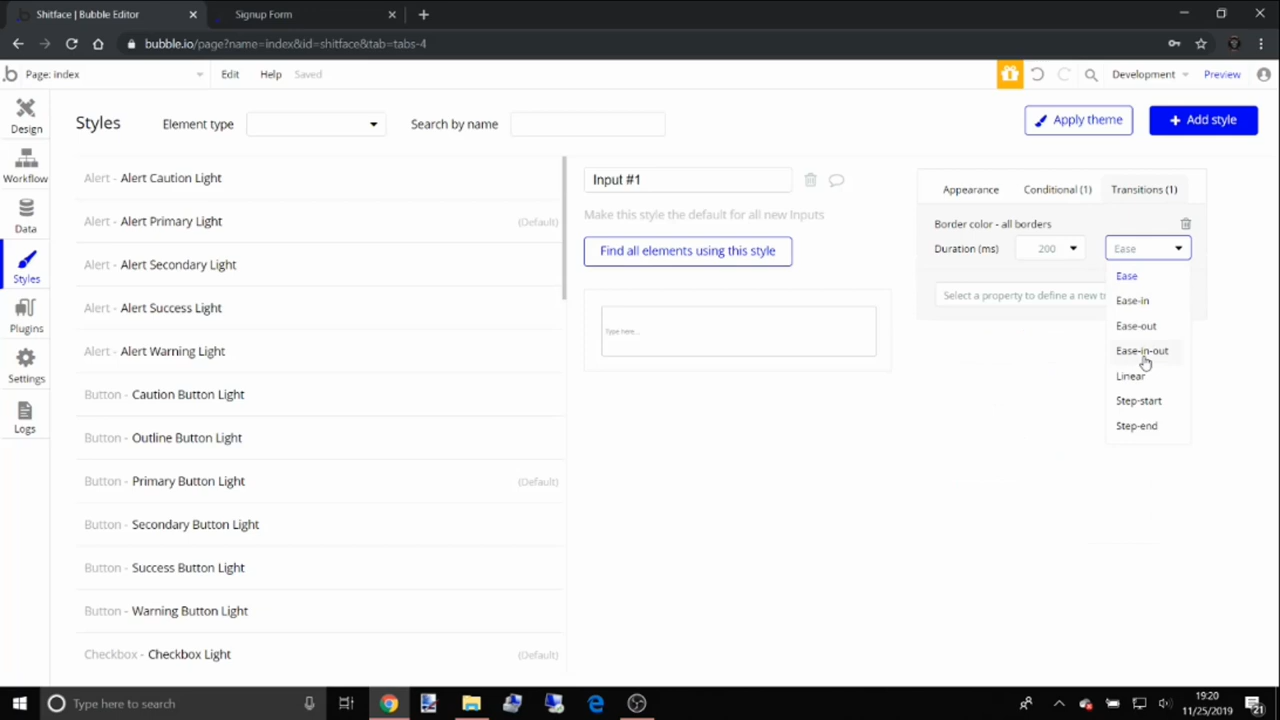 Shitface | Bubble Editor
Signup Form
bubble.io/page?name=index&id=shitface&tab=tabs-4
Page: index
Edit
Help
Saved
Development
Preview
Design
Workflow
Data
Styles
Plugins
Settings
Logs
Styles
Element type
Search by name
Apply theme
+ Add style
Alert - Alert Caution Light
Alert - Alert Primary Light (Default)
Alert - Alert Secondary Light
Alert - Alert Success Light
Alert - Alert Warning Light
Button - Caution Button Light
Button - Outline Button Light
Button - Primary Button Light (Default)
Button - Secondary Button Light
Button - Success Button Light
Button - Warning Button Light
Checkbox - Checkbox Light (Default)
Input #1
Make this style the default for all new Inputs
Find all elements using this style
Type here...
Appearance
Conditional (1)
Transitions (1)
Border color - all borders
Duration (ms) 200 Ease
Select a property to define a new
Ease
Ease-in
Ease-out
Ease-in-out
Linear
Step-start
Step-end
Type here to search
19:20
11/25/2019
21